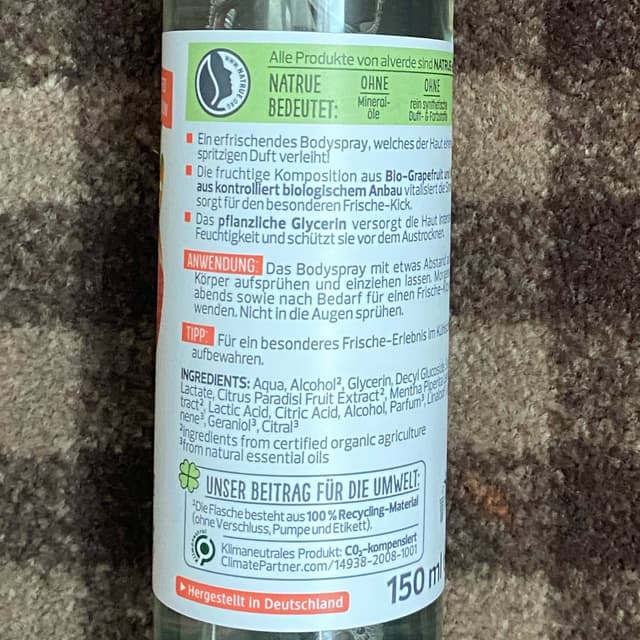 WWW.NATRUE.ORG
Alle Produkte von alverde sind NATRUE
NATRUE
BEDEUTET:
OHNE
Mineral-
öle
OHNE
rein synthetische
Duft- & Farbstoffe
Ein erfrischendes Bodyspray, welches der Haut
spritzigen Duft verleiht!
Die fruchtige Komposition aus Bio-Grapefruit
aus kontrolliert biologischem Anbau vitalisiert die
sorgt für den besonderen Frische-Kick.
Das pflanzliche Glycerin versorgt die Haut
Feuchtigkeit und schützt sie vor dem Austrocknen.
ANWENDUNG: Das Bodyspray mit etwas Abstand
Körper aufsprühen und einziehen lassen.
abends sowie nach Bedarf für einen
wenden. Nicht in die Augen sprühen.
TIPP: Für ein besonderes Frische-Erlebnis im
aufbewahren.
INGREDIENTS: Aqua, Alcohol², Glycerin, Decyl Glucoside,
Lactate, Citrus Paradisi Fruit Extract², Mentha
tract², Lactic Acid, Citric Acid, Alcohol, Parfum³,
nene³, Geraniol³, Citral³
²ingredients from certified organic agriculture
³from natural essential oils
UNSER BEITRAG FÜR DIE UMWELT:
¹Die Flasche besteht aus 100 % Recycling-Material
(ohne Verschluss, Pumpe und Etikett).
Klimaneutrales Produkt: CO₂-kompensiert
ClimatePartner.com/14938-2008-1001
150 ml
Hergestellt in Deutschland